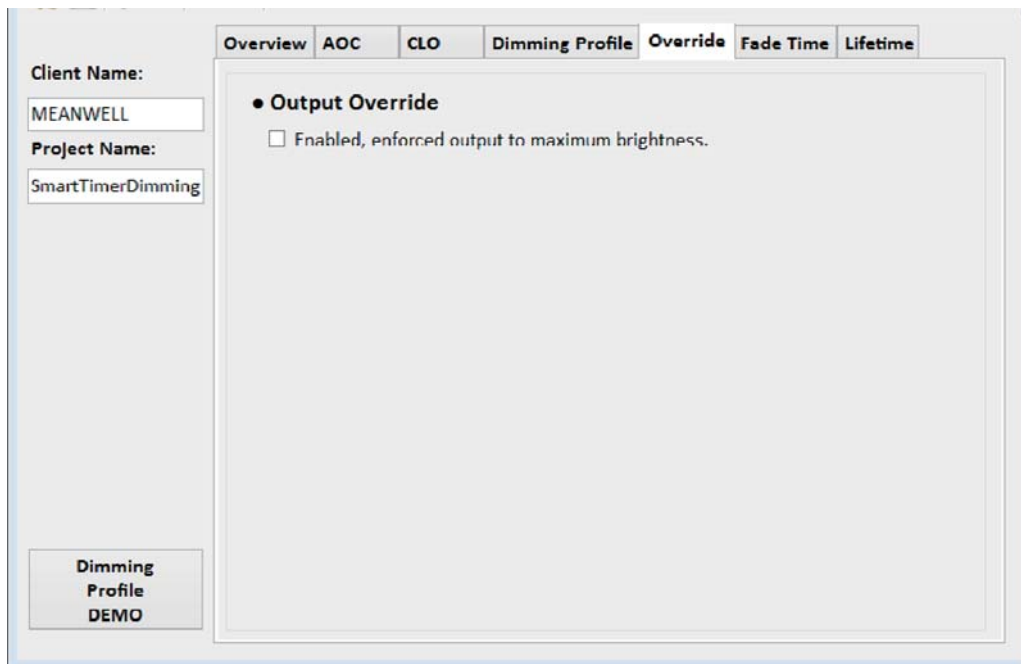 Overview AOC CLO Dimming Profile Override Fade Time Lifetime
Client Name:
MEANWELL
Project Name:
SmartTimerDimming
● Output Override
Enabled, enforced output to maximum brightness.
Dimming
Profile
DEMO